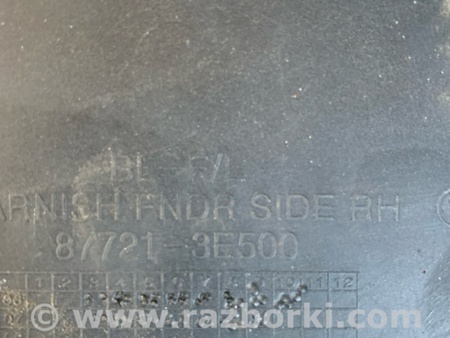 BL-F/L
ARNISH FNDR SIDE RH
87721-3E500
1 2 3 4 5 6 7 8 9 10 11 12
www.razborki.com